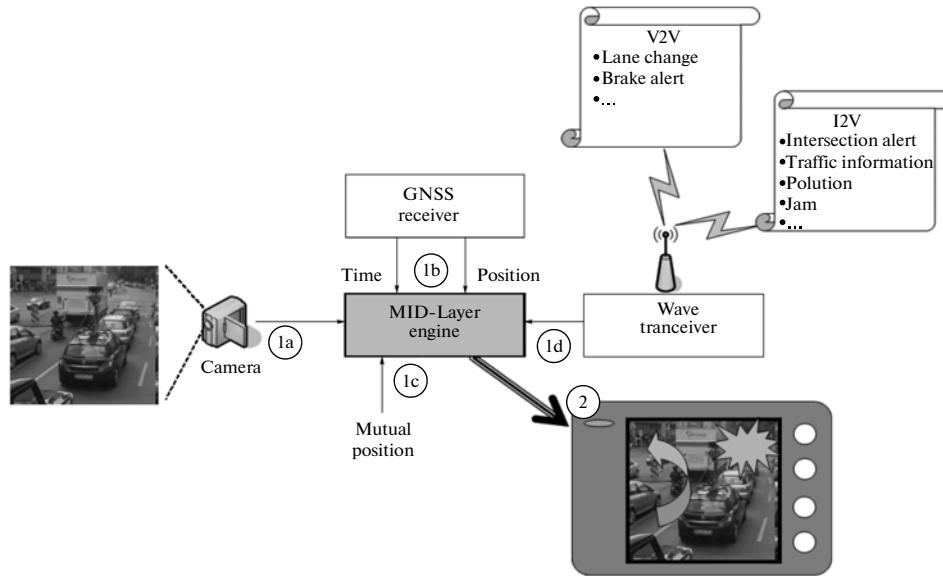 V2V
•Lane change
•Brake alert
•...
I2V
•Intersection alert
•Traffic information
•Polution
•Jam
•...
GNSS
receiver
Time
1b
Position
MID-Layer
engine
Wave
tranceiver
1a
1d
Camera
1c
Mutual
position
2